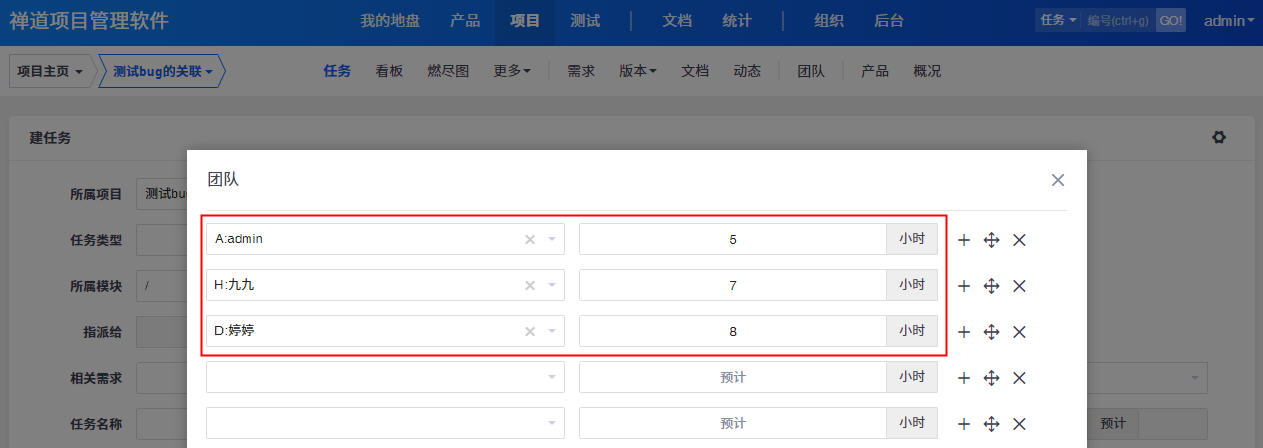 禅道项目管理软件 我的地盘 产品 项目 测试 文档 统计 组织 后台 任务 编号(ctrl+g) GO! admin
项目主页 测试bug的关联 任务 看板 燃尽图 更多 需求 版本 文档 动态 团队 产品 概况
建任务
团队
所属项目 测试bu
A:admin 5 小时
任务类型
H:九九 7 小时
所属模块 /
D:婷婷 8 小时
指派给
相关需求
预计 小时
任务名称
预计 小时
预计